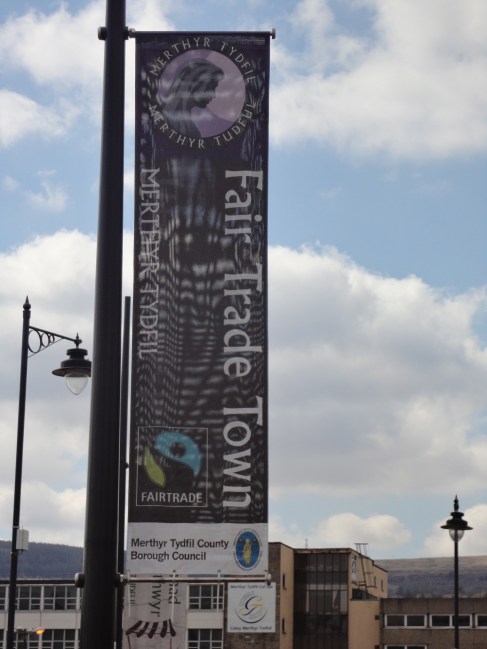 MERTHYR TYDFIL
MERTHYR TUDFUL
MERTHYR TYDFIL
Fair Trade Town
FAIRTRADE
Merthyr Tydfil County
Borough Council